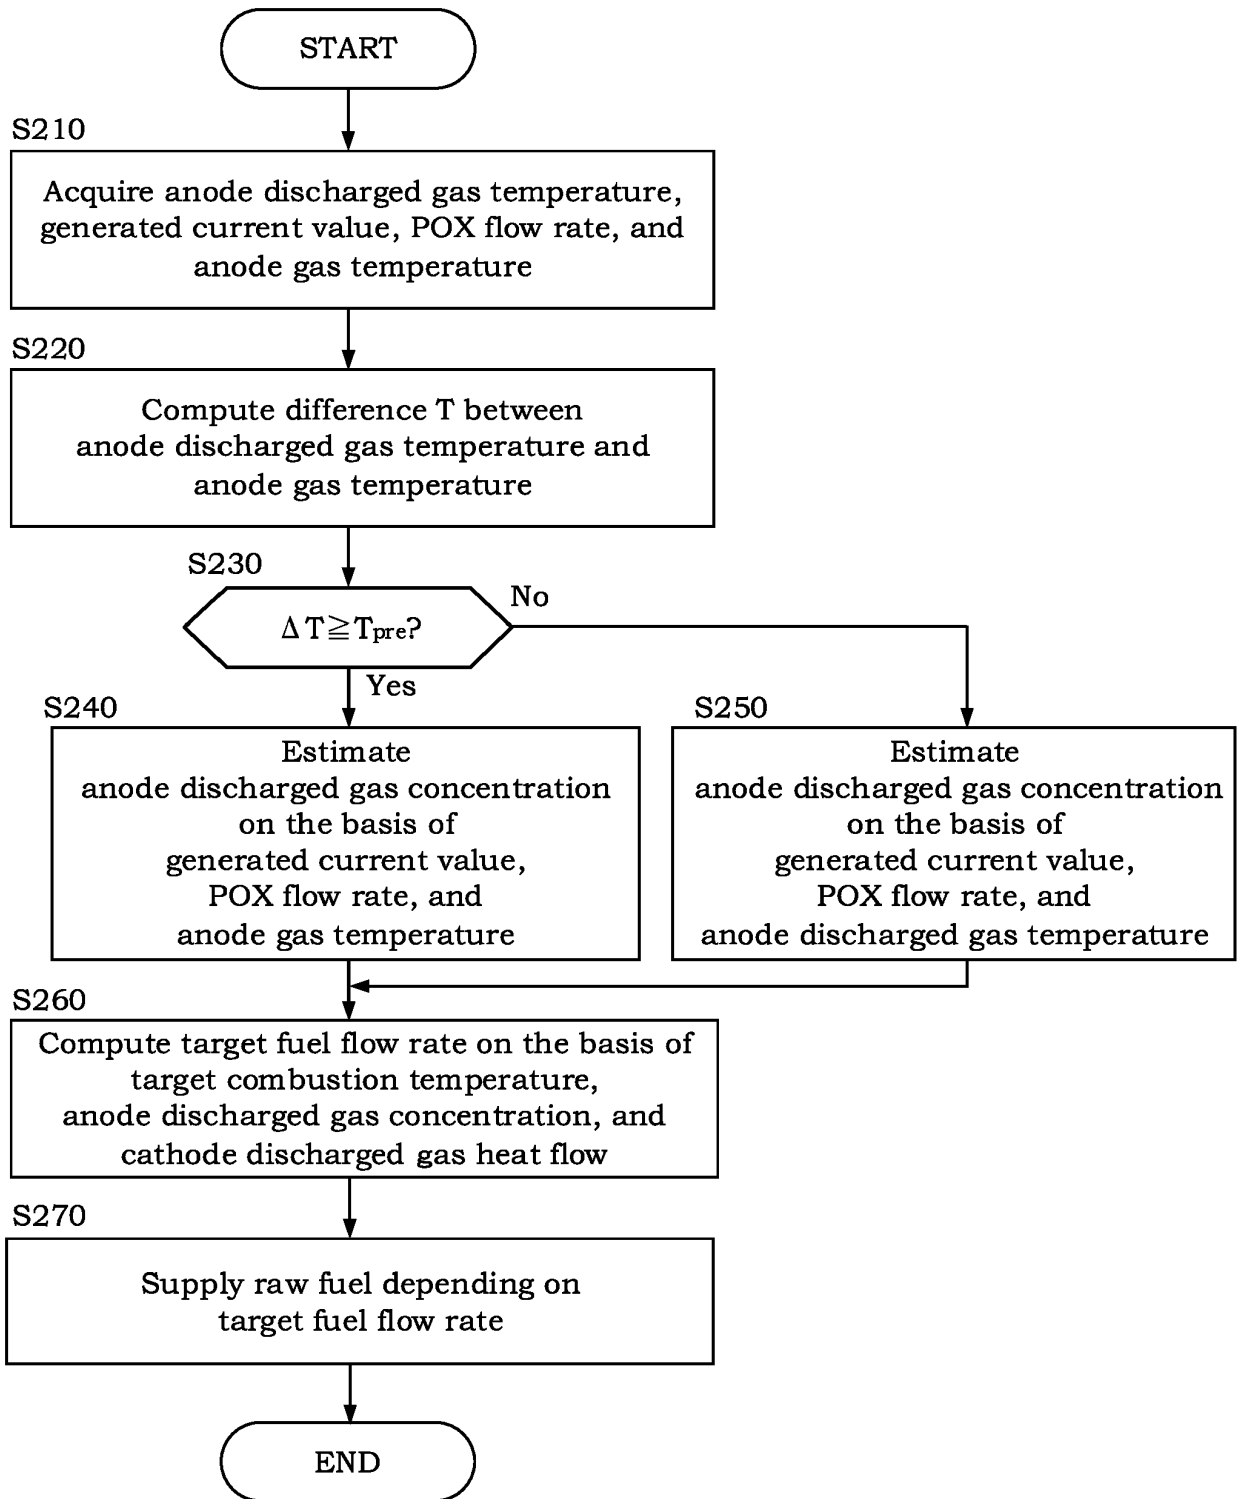 START
S210
Acquire anode discharged gas temperature,
generated current value, POX flow rate, and
anode gas temperature
S220
Compute difference T between
anode discharged gas temperature and
anode gas temperature
S230
ΔT≧Tpre?
No
Yes
S240
Estimate
anode discharged gas concentration
on the basis of
generated current value,
POX flow rate, and
anode gas temperature
S250
Estimate
anode discharged gas concentration
on the basis of
generated current value,
POX flow rate, and
anode discharged gas temperature
S260
Compute target fuel flow rate on the basis of
target combustion temperature,
anode discharged gas concentration, and
cathode discharged gas heat flow
S270
Supply raw fuel depending on
target fuel flow rate
END